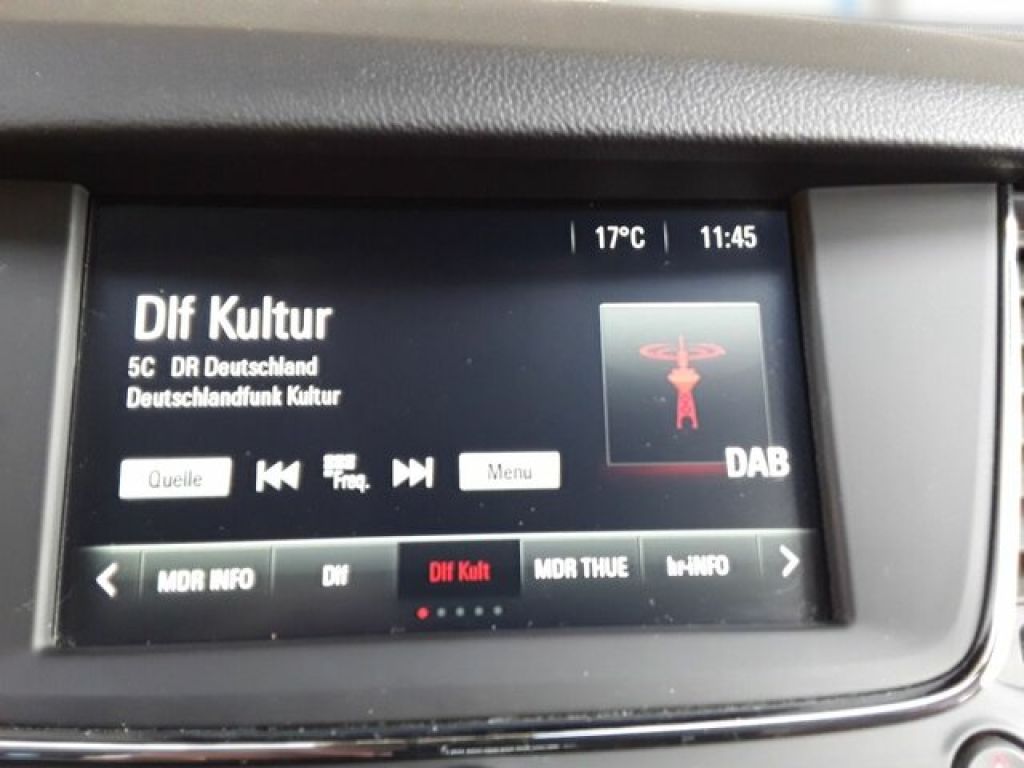 17°C 11:45
Dlf Kultur
5C DR Deutschland
Deutschlandfunk Kultur
DAB
Quelle Freq. Menu
MDR INFO Dlf Dlf Kult MDR THUE hr-iNFO